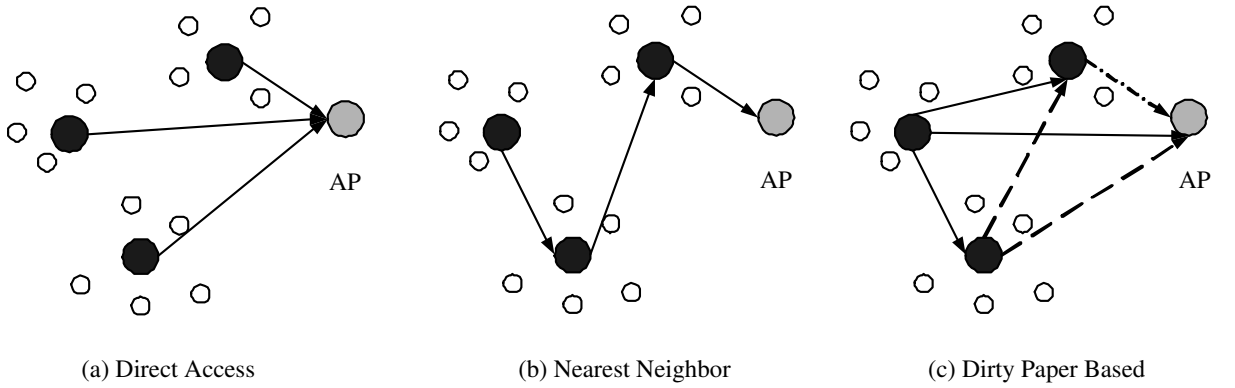 AP
AP
AP
(a) Direct Access
(b) Nearest Neighbor
(c) Dirty Paper Based